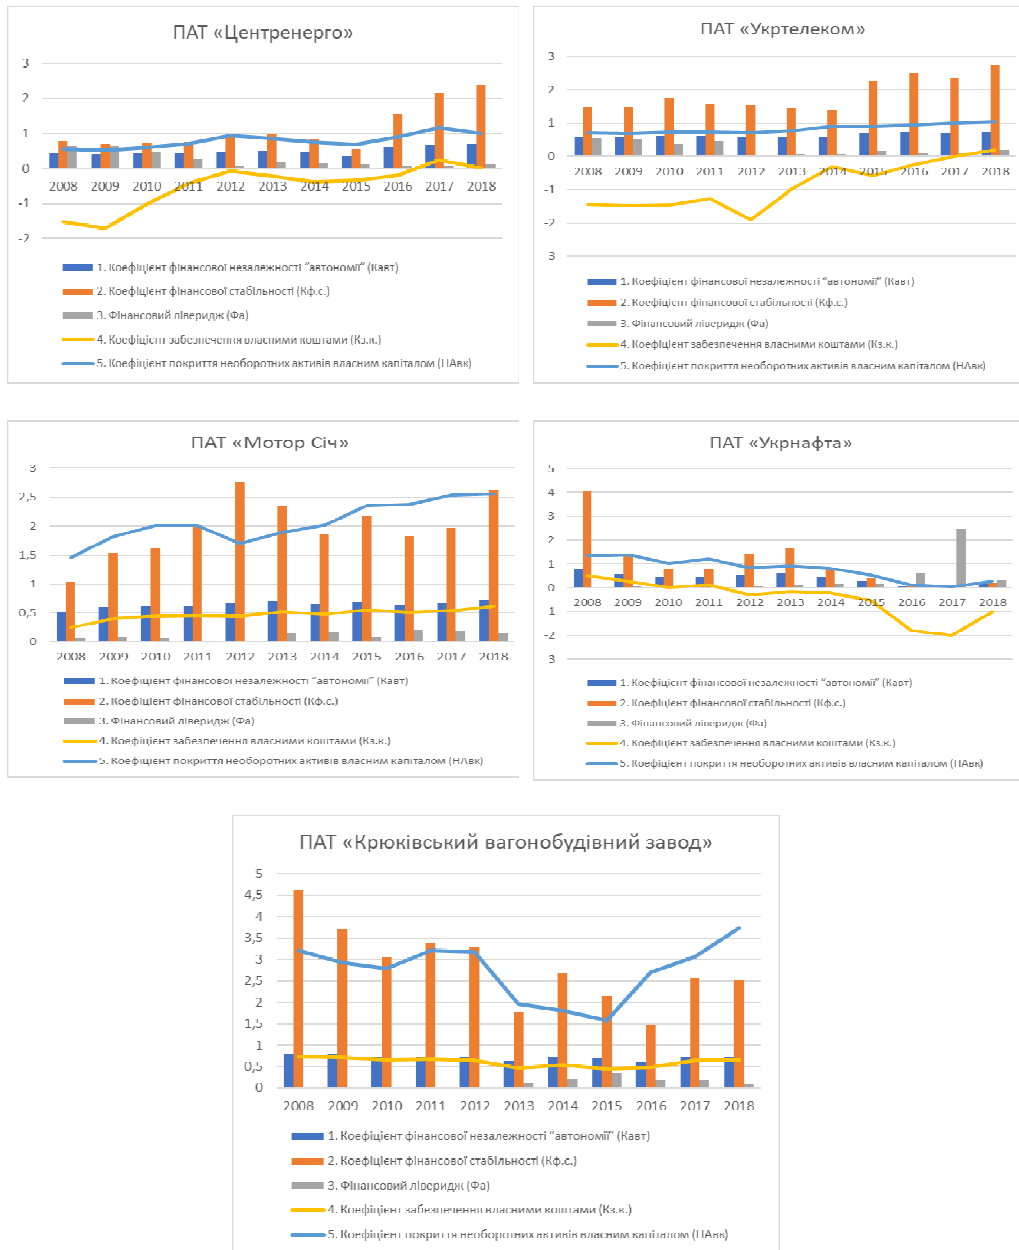 ПАТ «Центренерго»
3
2
1
0
-1
-2
2008 2009 2010 2011 2012 2013 2014 2015 2016 2017 2018
1. Коефіцієнт фінансової незалежності “автономії” (Кавт)
2. Коефіцієнт фінансової стабільності (Кф.с.)
3. Фінансовий ліверидж (Фа)
4. Коефіцієнт забезпечення власними коштами (Кз.к.)
5. Коефіцієнт покриття необоротних активів власним капіталом (НАвк)
ПАТ «Укртелеком»
3
2
1
0
-1
-2
3
2008 2009 2010 2011 2012 2013 2014 2015 2016 2017 2018
1. Коефіцієнт фінансової незалежності “автономії” (Кавт)
2. Коефіцієнт фінансової стабільності (Кф.с.)
3. Фінансовий ліверидж (Фа)
4. Коефіцієнт забезпечення власними коштами (Кз.к.)
5. Коефіцієнт покриття необоротних активів власним капіталом (НАвк)
ПАТ «Мотор Січ»
3
2,5
2
1,5
1
0,5
0
2008 2009 2010 2011 2012 2013 2014 2015 2016 2017 2018
1. Коефіцієнт фінансової незалежності “автономії” (Кавт)
2. Коефіцієнт фінансової стабільності (Кф.с.)
3. Фінансовий ліверидж (Фа)
4. Коефіцієнт забезпечення власними коштами (Кз.к.)
5. Коефіцієнт покриття необоротних активів власним капіталом (НАвк)
ПАТ «Укрнафта»
5
4
3
2
1
0
-1
-2
3
2008 2009 2010 2011 2012 2013 2014 2015 2016 2017 2018
1. Коефіцієнт фінансової незалежності “автономії” (Кавт)
2. Коефіцієнт фінансової стабільності (Кф.с.)
3. Фінансовий ліверидж (Фа)
4. Коефіцієнт забезпечення власними коштами (Кз.к.)
5. Коефіцієнт покриття необоротних активів власним капіталом (НАвк)
ПАТ «Крюківський вагонобудівний завод»
5
4,5
4
3,5
3
2,5
2
1,5
1
0,5
0
2008 2009 2010 2011 2012 2013 2014 2015 2016 2017 2018
1. Коефіцієнт фінансової незалежності “автономії” (Кавт)
2. Коефіцієнт фінансової стабільності (Кф.с.)
3. Фінансовий ліверидж (Фа)
4. Коефіцієнт забезпечення власними коштами (Кз.к.)
5. Коефіцієнт покриття необоротних активів власним капіталом (НАвк)